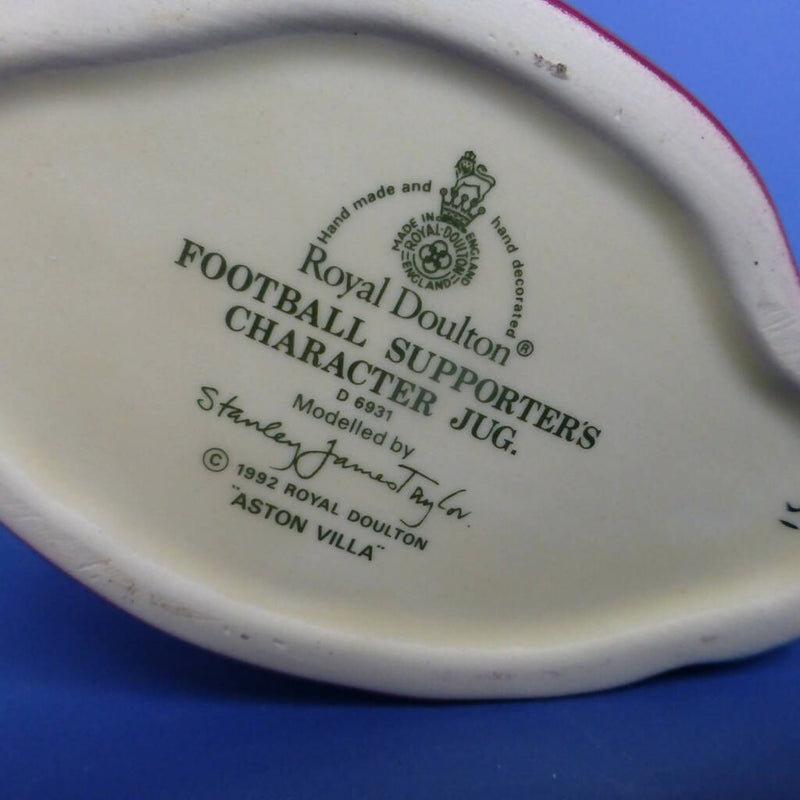 Hand made and hand decorated
MADE IN ENGLAND
ROYAL·DOULTON
ENGLAND
Royal Doulton ®
FOOTBALL SUPPORTER'S
CHARACTER JUG.
D 6931
Modelled by
Stanley James Taylor.
© 1992 ROYAL DOULTON
"ASTON VILLA"